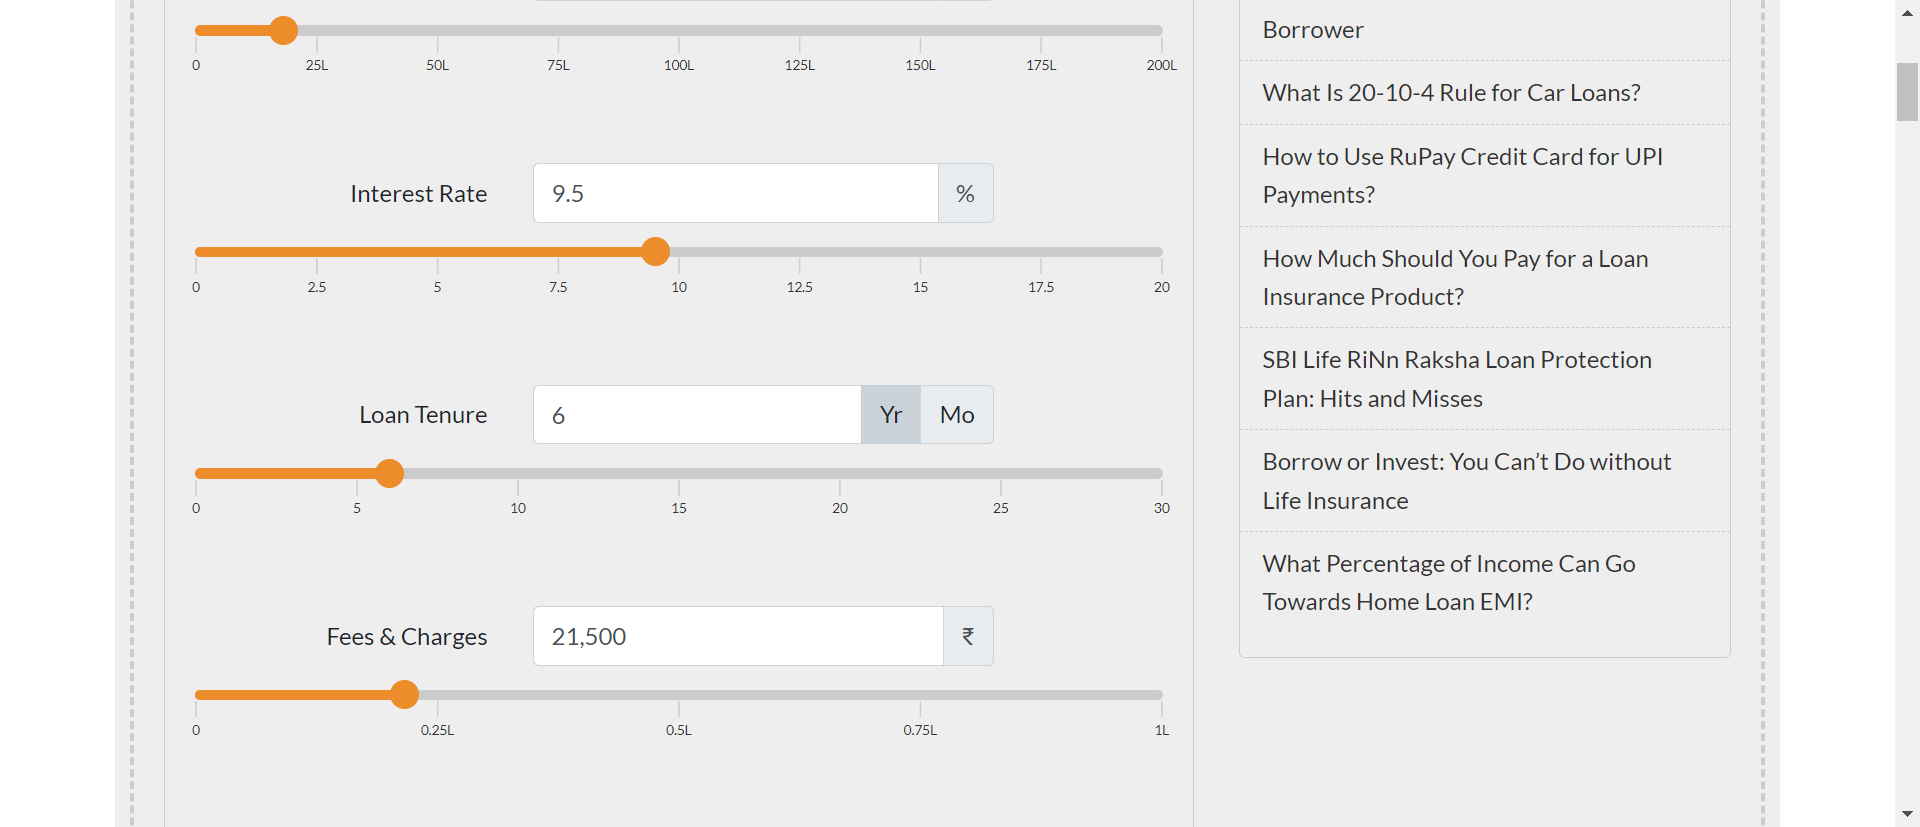 0 25L 50L 75L 100L 125L 150L 175L 200L
Interest Rate 9.5 %
0 2.5 5 7.5 10 12.5 15 17.5 20
Loan Tenure 6 Yr Mo
0 5 10 15 20 25 30
Fees & Charges 21,500 ₹
0 0.25L 0.5L 0.75L 1L
Borrower
What Is 20-10-4 Rule for Car Loans?
How to Use RuPay Credit Card for UPI
Payments?
How Much Should You Pay for a Loan
Insurance Product?
SBI Life RiNn Raksha Loan Protection
Plan: Hits and Misses
Borrow or Invest: You Can’t Do without
Life Insurance
What Percentage of Income Can Go
Towards Home Loan EMI?